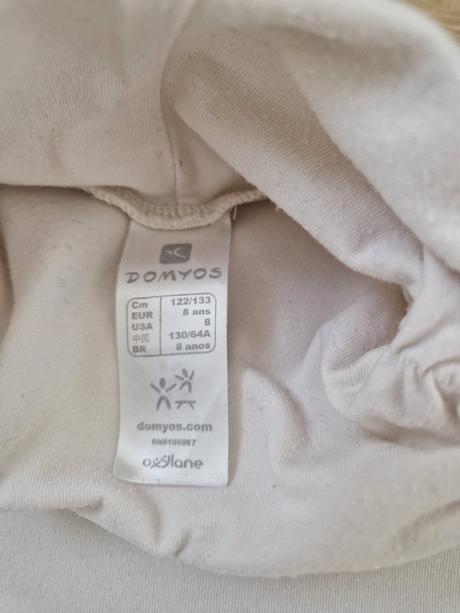 DOMYOS
Cm 122/133
EUR 8 ans
USA 8
中国 130/64A
BR 8 anos
domyos.com
oxylane